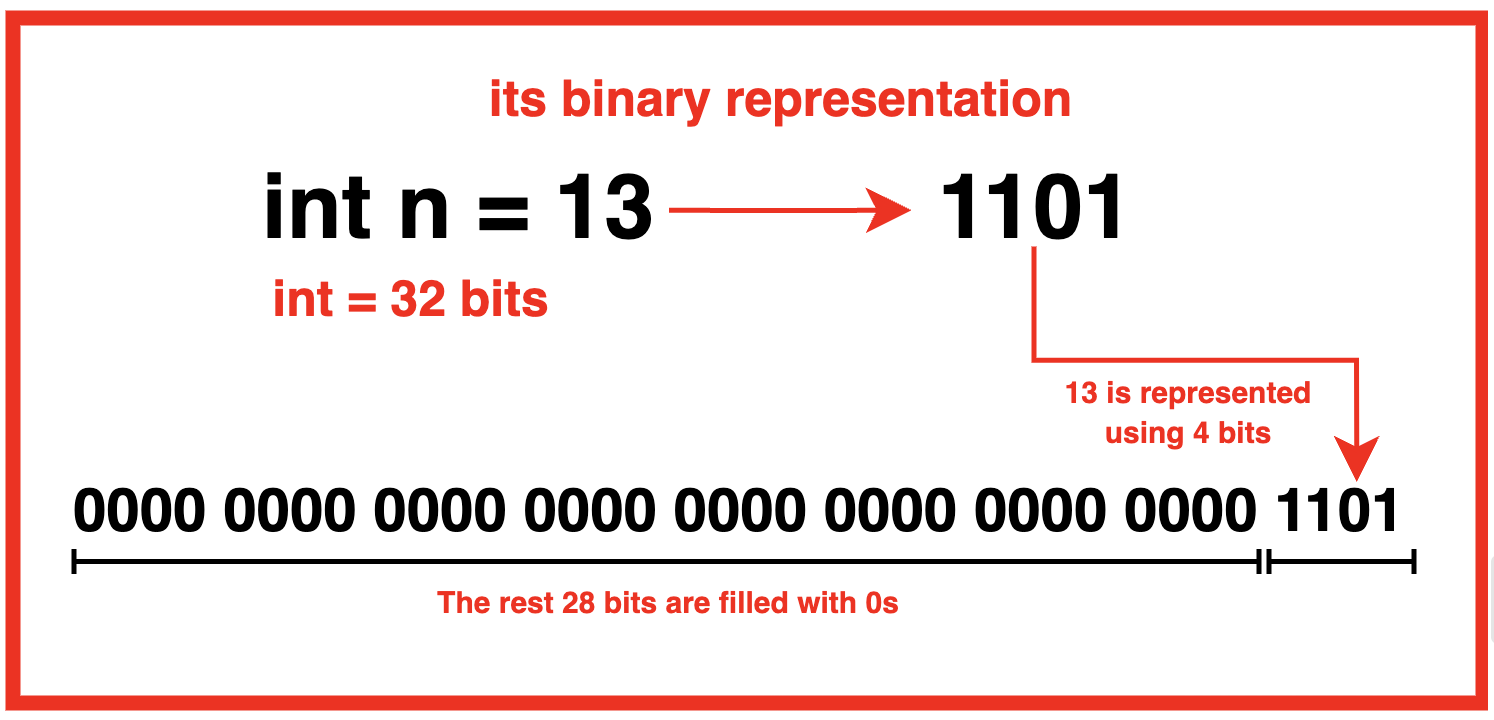 its binary representation
int n = 13 1101
int = 32 bits
13 is represented
using 4 bits
0000 0000 0000 0000 0000 0000 0000 0000 1101
The rest 28 bits are filled with 0s